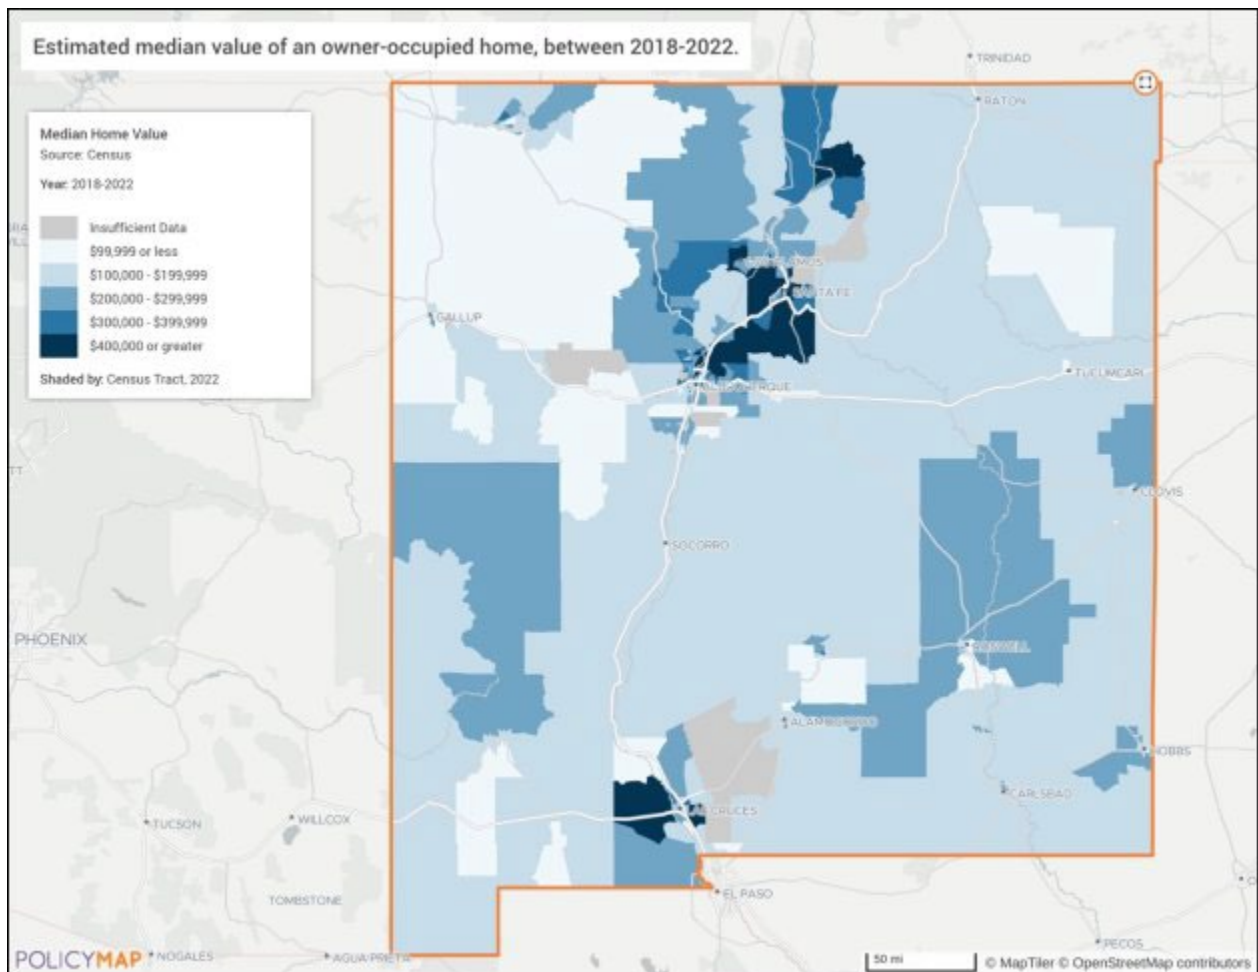 Estimated median value of an owner-occupied home, between 2018-2022.
Median Home Value
Source: Census
Year: 2018-2022
Insufficient Data
$99,999 or less
$100,000 - $199,999
$200,000 - $299,999
$300,000 - $399,999
$400,000 or greater
Shaded by: Census Tract, 2022
TRINIDAD
RATON
SANTA FE
GALLUP
TUCUMCARI
CLOVIS
SOCORRO
PHOENIX
ROSWELL
HOBBS
CARLSBAD
TUCSON
WILLCOX
TOMBSTONE
EL PASO
PECOS
NOGALES
AGUA PRIETA
POLICYMAP
50 mi
© MapTiler © OpenStreetMap contributors